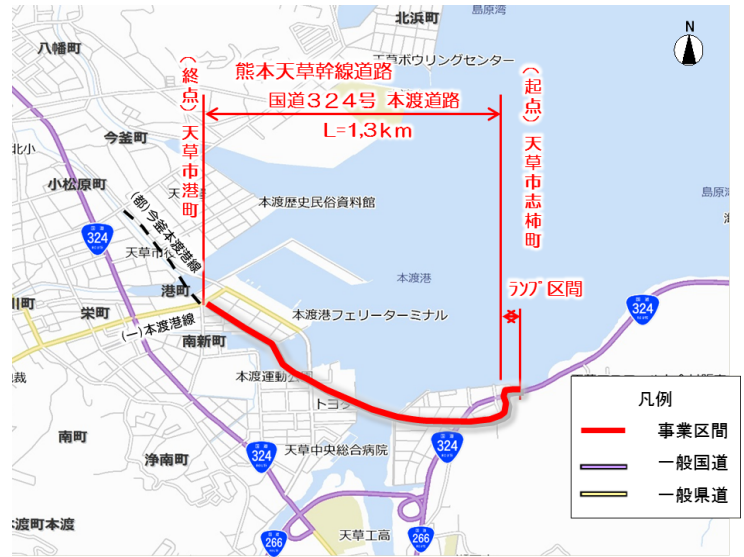 北浜町
島原湾
N
八幡町
天草ボウリングセンター
(終点)天草市港町
熊本天草幹線道路
国道324号 本渡道路
L=1,3km
(起点)天草市志柿町
今釜町
北小
小松原町
本渡歴史民俗資料館
島原
(都)今釜本渡港線
324
天草市役
本渡港
ランプ区間
港町
324
川町
栄町
(一)本渡港線
本渡港フェリーターミナル
南新町
本渡運動公園
トヨタ
凡例
事業区間
一般国道
一般県道
南町
浄南町
324
天草中央総合病院
324
本渡町本渡
266
天草工高
266